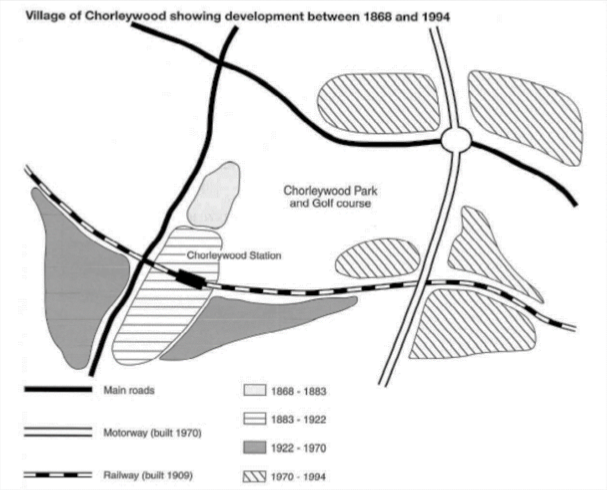 Village of Chorleywood showing development between 1868 and 1994
Chorleywood Park
and Golf course
Chorleywood Station
Main roads
Motorway (built 1970)
Railway (built 1909)
1868 - 1883
1883 - 1922
1922 - 1970
1970 - 1994